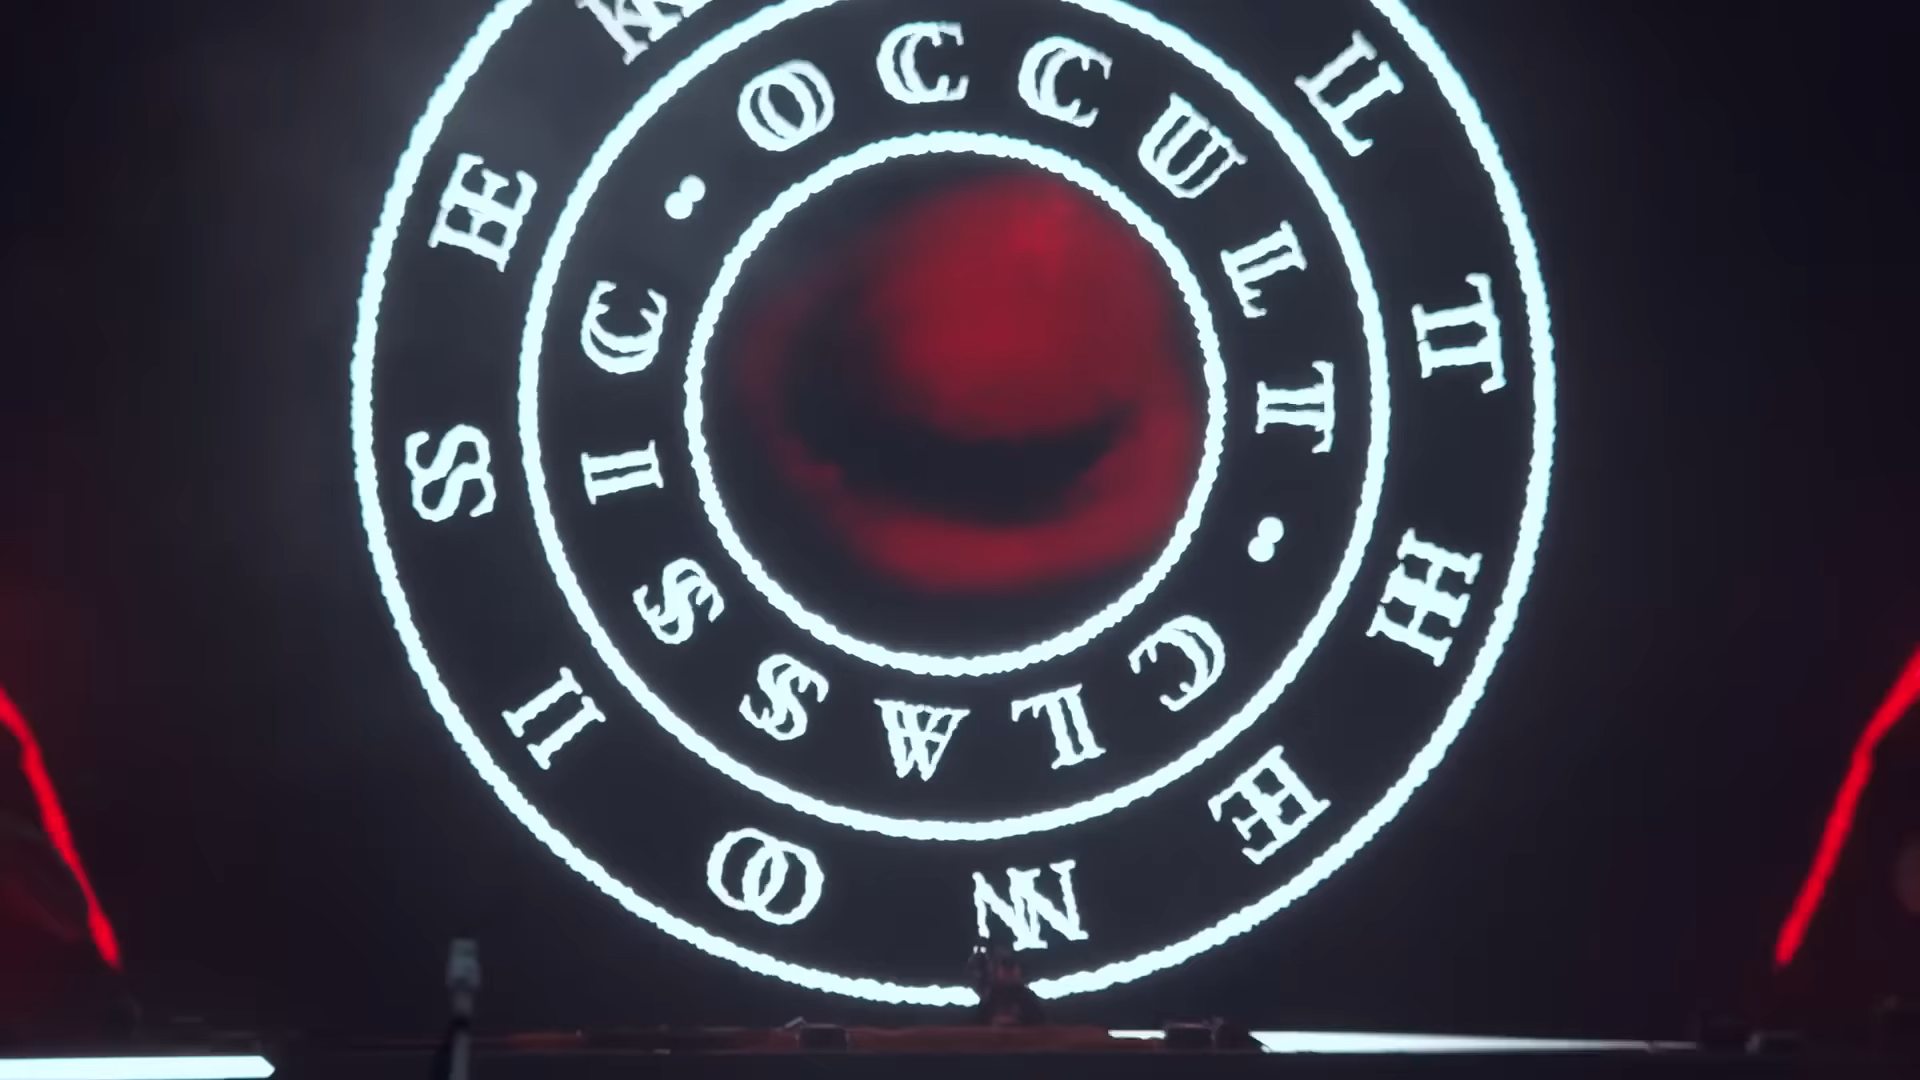 OCCULT • CLASSIC •
L THE NOISE K